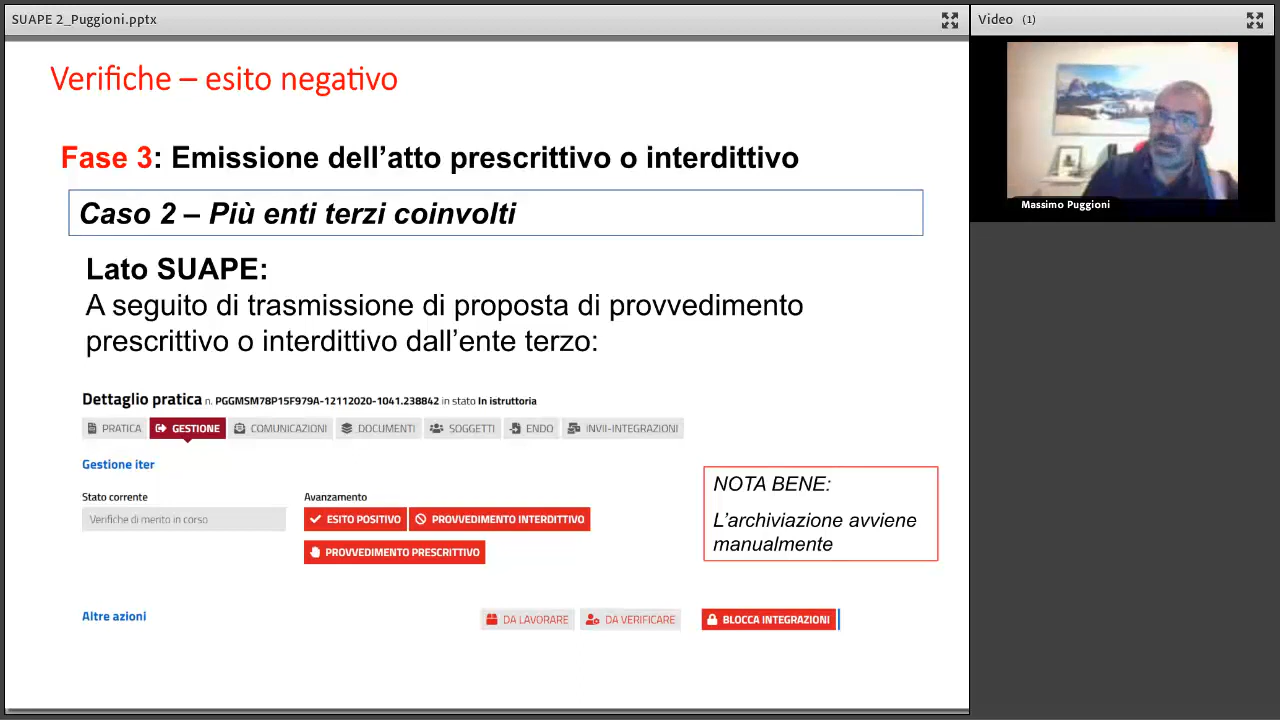 SUAPE 2_Puggioni.pptx
Video (1)
Verifiche – esito negativo
Massimo Puggioni
Fase 3: Emissione dell’atto prescrittivo o interdittivo
Caso 2 – Più enti terzi coinvolti
Lato SUAPE:
A seguito di trasmissione di proposta di provvedimento
prescrittivo o interdittivo dall’ente terzo:
Dettaglio pratica n. PGGMSM78P15F979A-12112020-1041.238842 in stato In istruttoria
PRATICA GESTIONE COMUNICAZIONI DOCUMENTI SOGGETTI ENDO INVII-INTEGRAZIONI
Gestione iter
Stato corrente Avanzamento
Verifiche di merito in corso ESITO POSITIVO PROVVEDIMENTO INTERDITTIVO
PROVVEDIMENTO PRESCRITTIVO
NOTA BENE:
L’archiviazione avviene
manualmente
Altre azioni DA LAVORARE DA VERIFICARE BLOCCA INTEGRAZIONI